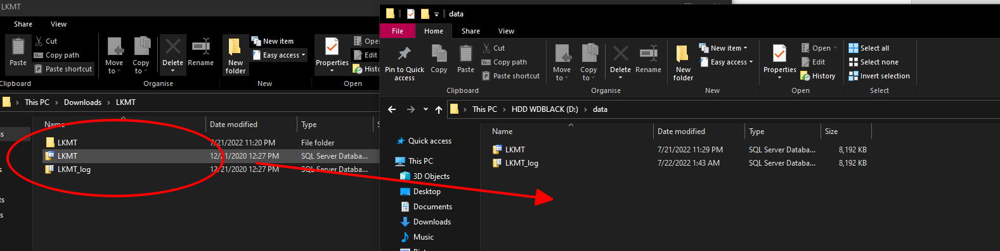 LKMT
Share View
Paste
Cut
Copy path
Paste shortcut
Move to
Copy to
Delete
Rename
New folder
New item
Easy access
Properties
Open
Edit
History
Clipboard Organise New Open
This PC > Downloads > LKMT
Name Date modified Type S
LKMT 7/21/2022 11:20 PM File folder
LKMT 12/21/2020 12:27 PM SQL Server Databa...
LKMT_log 12/21/2020 12:27 PM SQL Server Databa...
data
File Home Share View
Pin to Quick access
Copy
Paste
Cut
Copy path
Paste shortcut
Move to
Copy to
Delete
Rename
New folder
New item
Easy access
Properties
Open
Edit
History
Select all
Select none
Invert selection
Clipboard Organise New Open Select
This PC > HDD WDBLACK (D:) > data
Quick access
This PC
3D Objects
Desktop
Documents
Downloads
Music
Name Date modified Type Size
LKMT 7/21/2022 11:29 PM SQL Server Databa... 8,192 KB
LKMT_log 7/22/2022 1:43 AM SQL Server Databa... 8,192 KB